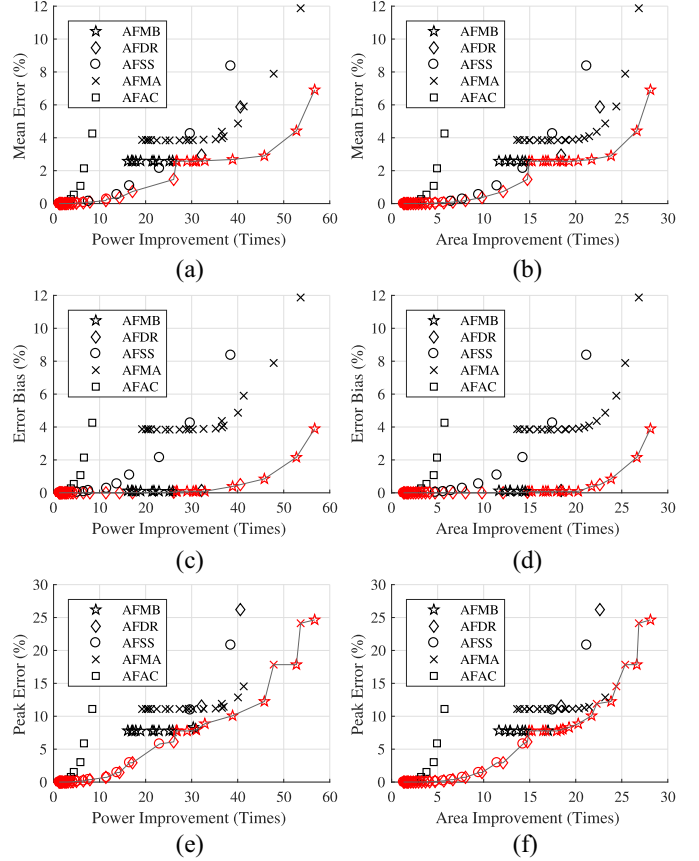 12
10
8
6
4
2
0
Mean Error (%)
AFMB
AFDR
AFSS
AFMA
AFAC
0 10 20 30 40 50 60
Power Improvement (Times)
(a)
12
10
8
6
4
2
0
Mean Error (%)
AFMB
AFDR
AFSS
AFMA
AFAC
0 5 10 15 20 25 30
Area Improvement (Times)
(b)
12
10
8
6
4
2
0
Error Bias (%)
AFMB
AFDR
AFSS
AFMA
AFAC
0 10 20 30 40 50 60
Power Improvement (Times)
(c)
12
10
8
6
4
2
0
Error Bias (%)
AFMB
AFDR
AFSS
AFMA
AFAC
0 5 10 15 20 25 30
Area Improvement (Times)
(d)
30
25
20
15
10
5
0
Peak Error (%)
AFMB
AFDR
AFSS
AFMA
AFAC
0 10 20 30 40 50 60
Power Improvement (Times)
(e)
30
25
20
15
10
5
0
Peak Error (%)
AFMB
AFDR
AFSS
AFMA
AFAC
0 5 10 15 20 25 30
Area Improvement (Times)
(f)